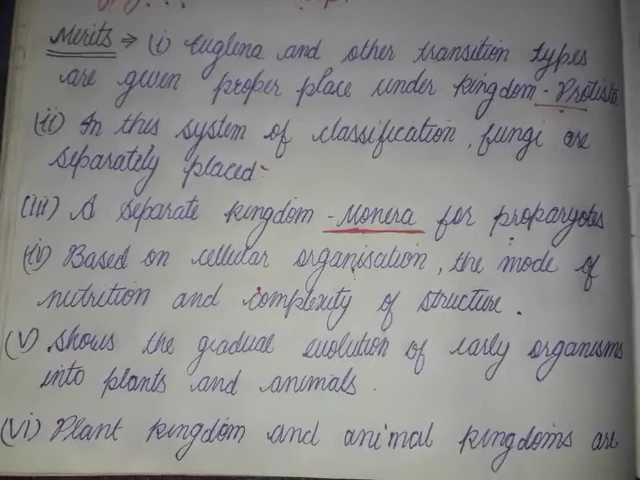 Merits → (i) Euglena and other transition types
are given proper place under kingdom - Protista
(ii) In this system of classification, fungi are
separately placed-
(iii) A separate kingdom - Monera for proparyotes
(iv) Based on cellular organisation, the mode of
nutrition and complexity of structure.
(v) Shows the gradual evolution of early organisms
into plants and animals.
(vi) Plant kingdom and animal kingdoms are